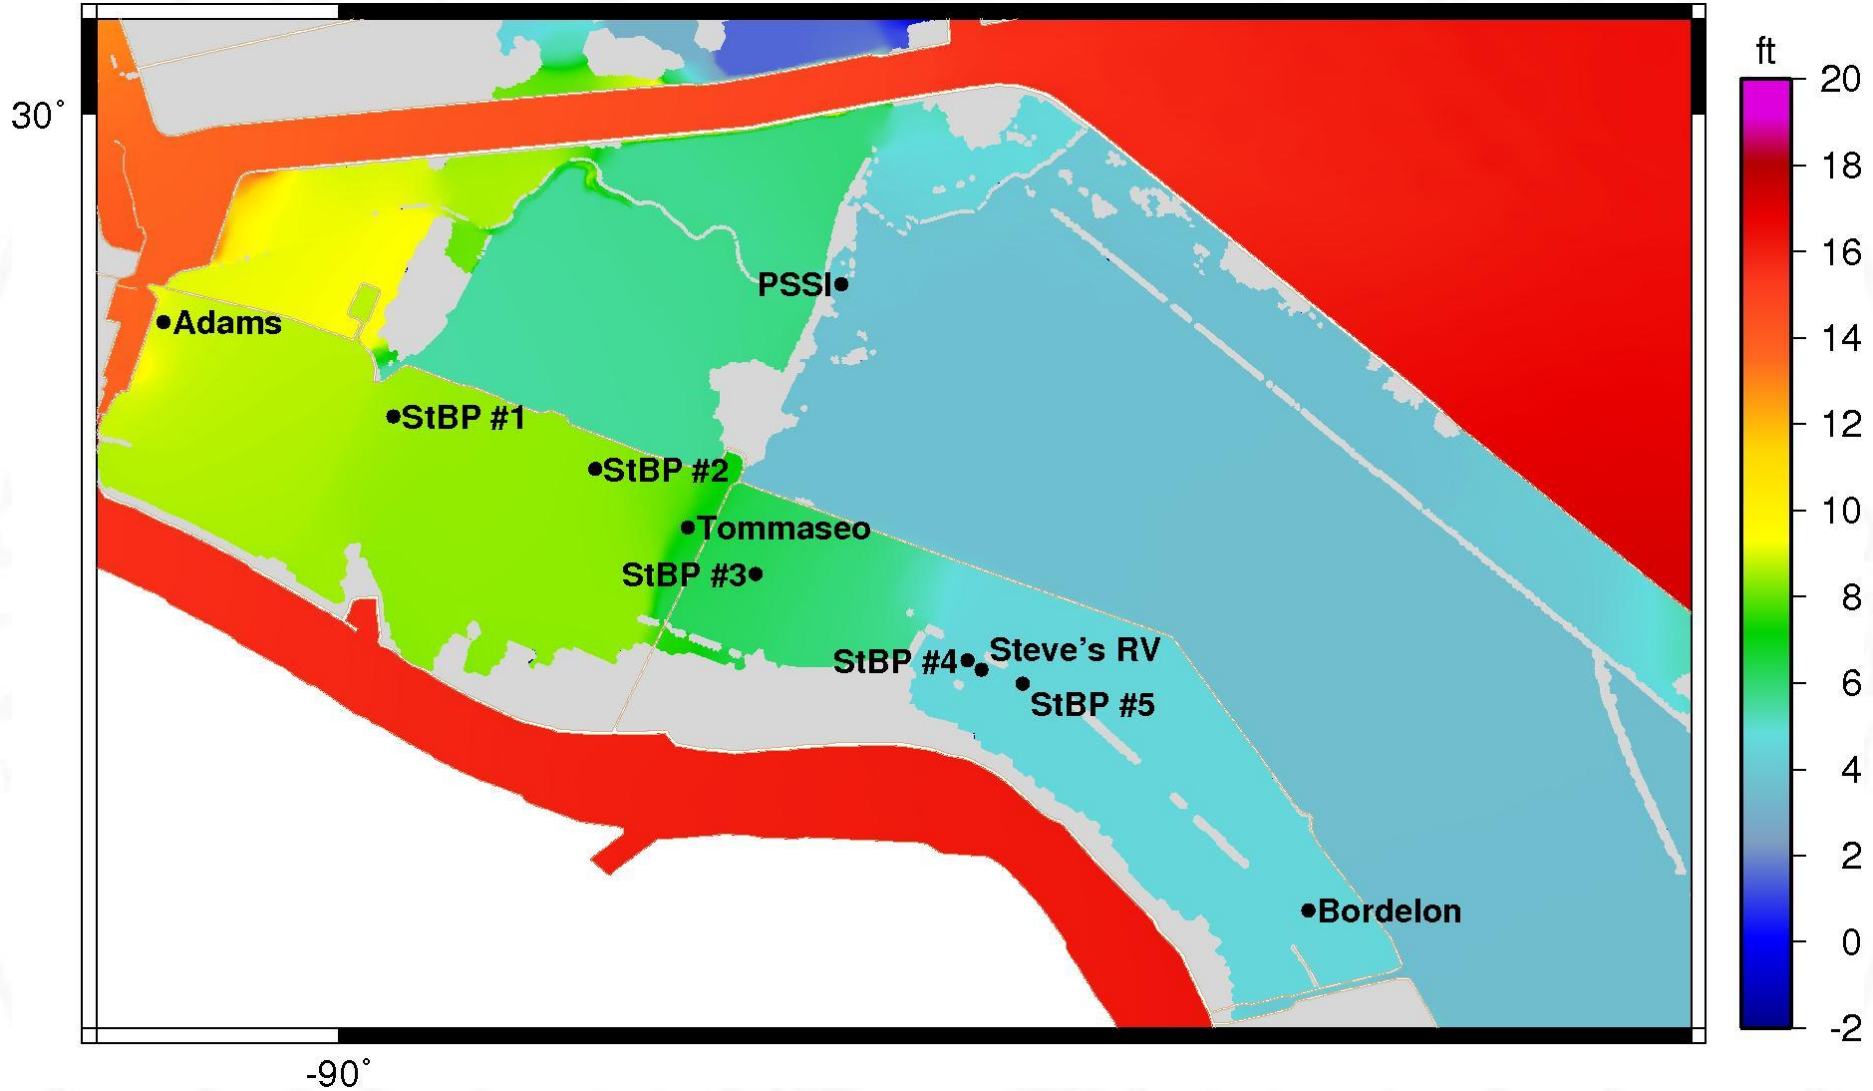 ft
20
30°
18
16
PSSI
Adams
14
StBP #1
12
StBP #2
10
Tommaseo
StBP #3
8
Steve's RV
StBP #4
6
StBP #5
4
2
Bordelon
0
-2
-90°